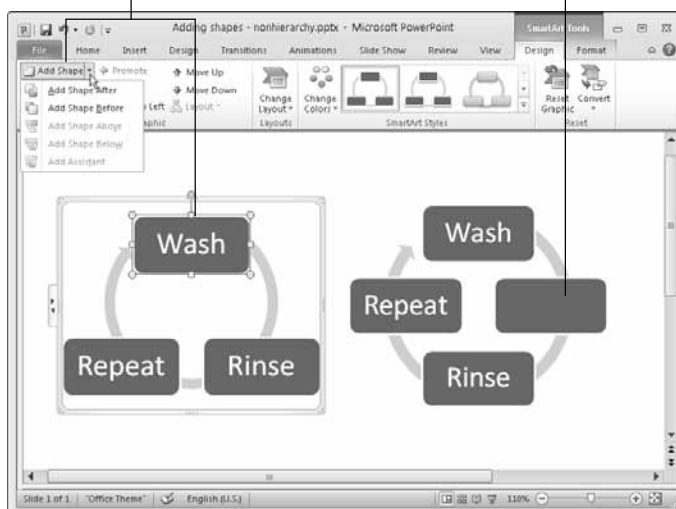 Adding shapes - nonhierarchy.pptx - Microsoft PowerPoint
SmartArt Tools
File Home Insert Design Transitions Animations Slide Show Review View Design Format
Add Shape Promote Move Up
Add Shape After Move Down
Add Shape Before Left Layout
Add Shape Above
Add Shape Below
Add Assistant
Change Layout
Change Colors
Reset Graphic
Convert
Layouts SmartArt Styles Reset
Wash
Repeat Rinse
Wash
Repeat
Rinse
Slide 1 of 1 "Office Theme" English (U.S.) 110%